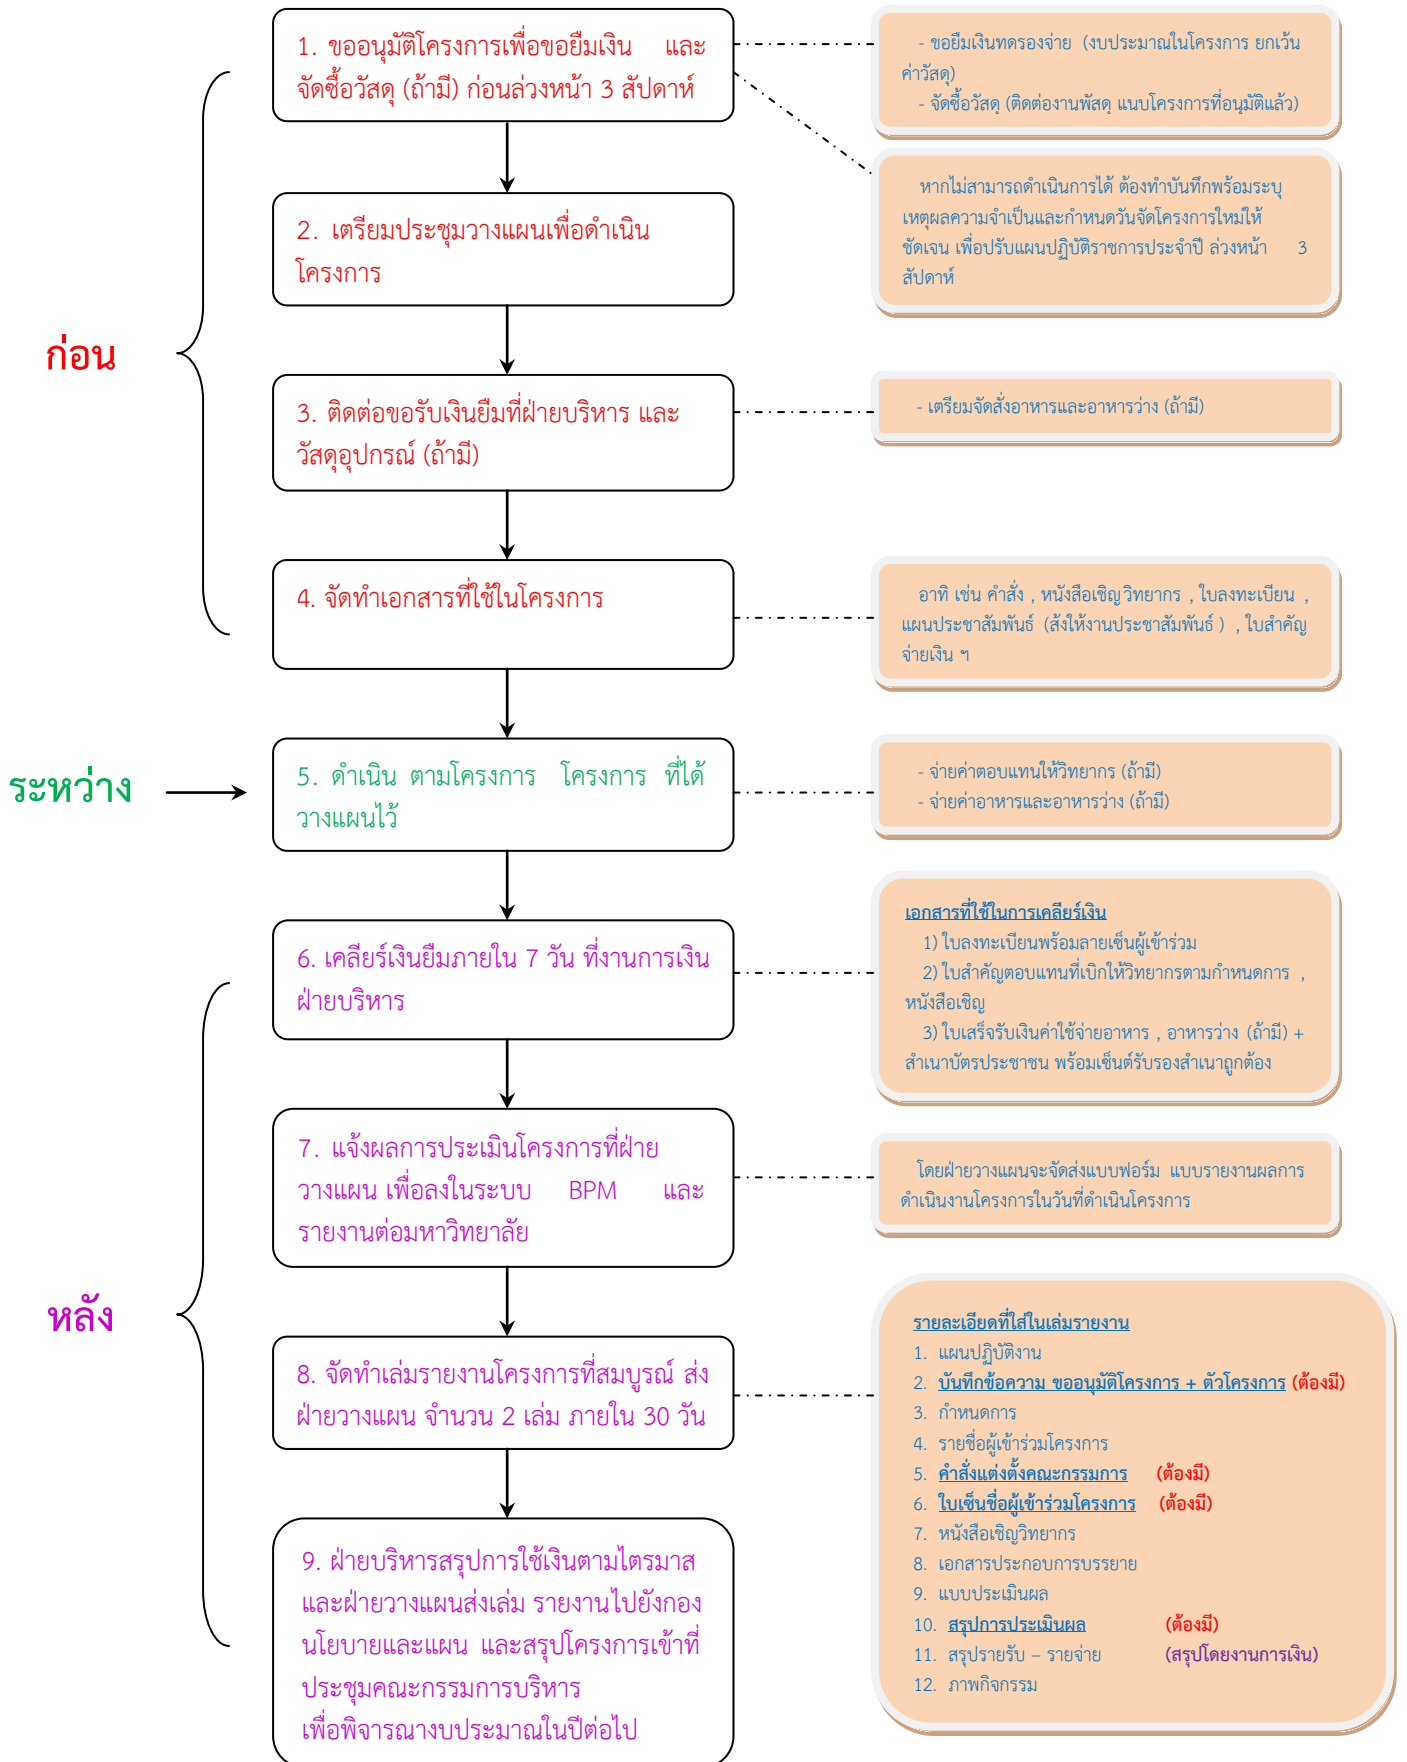 1. ขออนุมัติโครงการเพื่อขอยืมเงิน และ
จัดซื้อวัสดุ (ถ้ามี) ก่อนล่วงหน้า 3 สัปดาห์
- ขอยืมเงินทดรองจ่าย (งบประมาณในโครงการ ยกเว้น
ค่าวัสดุ)
- จัดซื้อวัสดุ (ติดต่องานพัสดุ แนบโครงการที่อนุมัติแล้ว)
หากไม่สามารถดำเนินการได้ ต้องทำบันทึกพร้อมระบุ
เหตุผลความจำเป็นและกำหนดวันจัดโครงการใหม่ให้
ชัดเจน เพื่อปรับแผนปฏิบัติราชการประจำปี ล่วงหน้า 3
สัปดาห์
2. เตรียมประชุมวางแผนเพื่อดำเนิน
โครงการ
ก่อน
3. ติดต่อขอรับเงินยืมที่ฝ่ายบริหาร และ
วัสดุอุปกรณ์ (ถ้ามี)
- เตรียมจัดสั่งอาหารและอาหารว่าง (ถ้ามี)
4. จัดทำเอกสารที่ใช้ในโครงการ
อาทิ เช่น คำสั่ง , หนังสือเชิญวิทยากร , ใบลงทะเบียน ,
แผนประชาสัมพันธ์ (ส้งให้งานประชาสัมพันธ์ ) , ใบสำคัญ
จ่ายเงิน ฯ
ระหว่าง
5. ดำเนิน ตามโครงการ โครงการ ที่ได้
วางแผนไว้
- จ่ายค่าตอบแทนให้วิทยากร (ถ้ามี)
- จ่ายค่าอาหารและอาหารว่าง (ถ้ามี)
6. เคลียร์เงินยืมภายใน 7 วัน ที่งานการเงิน
ฝ่ายบริหาร
เอกสารที่ใช้ในการเคลียร์เงิน
1) ใบลงทะเบียนพร้อมลายเซ็นผู้เข้าร่วม
2) ใบสำคัญตอบแทนที่เบิกให้วิทยากรตามกำหนดการ ,
หนังสือเชิญ
3) ใบเสร็จรับเงินค่าใช้จ่ายอาหาร , อาหารว่าง (ถ้ามี) +
สำเนาบัตรประชาชน พร้อมเซ็นต์รับรองสำเนาถูกต้อง
7. แจ้งผลการประเมินโครงการที่ฝ่าย
วางแผน เพื่อลงในระบบ BPM และ
รายงานต่อมหาวิทยาลัย
โดยฝ่ายวางแผนจะจัดส่งแบบฟอร์ม แบบรายงานผลการ
ดำเนินงานโครงการในวันที่ดำเนินโครงการ
หลัง
8. จัดทำเล่มรายงานโครงการที่สมบูรณ์ ส่ง
ฝ่ายวางแผน จำนวน 2 เล่ม ภายใน 30 วัน
รายละเอียดที่ใส่ในเล่มรายงาน
1. แผนปฏิบัติงาน
2. บันทึกข้อความ ขออนุมัติโครงการ + ตัวโครงการ (ต้องมี)
3. กำหนดการ
4. รายชื่อผู้เข้าร่วมโครงการ
5. คำสั่งแต่งตั้งคณะกรรมการ (ต้องมี)
6. ใบเซ็นชื่อผู้เข้าร่วมโครงการ (ต้องมี)
7. หนังสือเชิญวิทยากร
8. เอกสารประกอบการบรรยาย
9. แบบประเมินผล
10. สรุปการประเมินผล (ต้องมี)
11. สรุปรายรับ – รายจ่าย (สรุปโดยงานการเงิน)
12. ภาพกิจกรรม
9. ฝ่ายบริหารสรุปการใช้เงินตามไตรมาส
และฝ่ายวางแผนส่งเล่ม รายงานไปยังกอง
นโยบายและแผน และสรุปโครงการเข้าที่
ประชุมคณะกรรมการบริหาร
เพื่อพิจารณางบประมาณในปีต่อไป